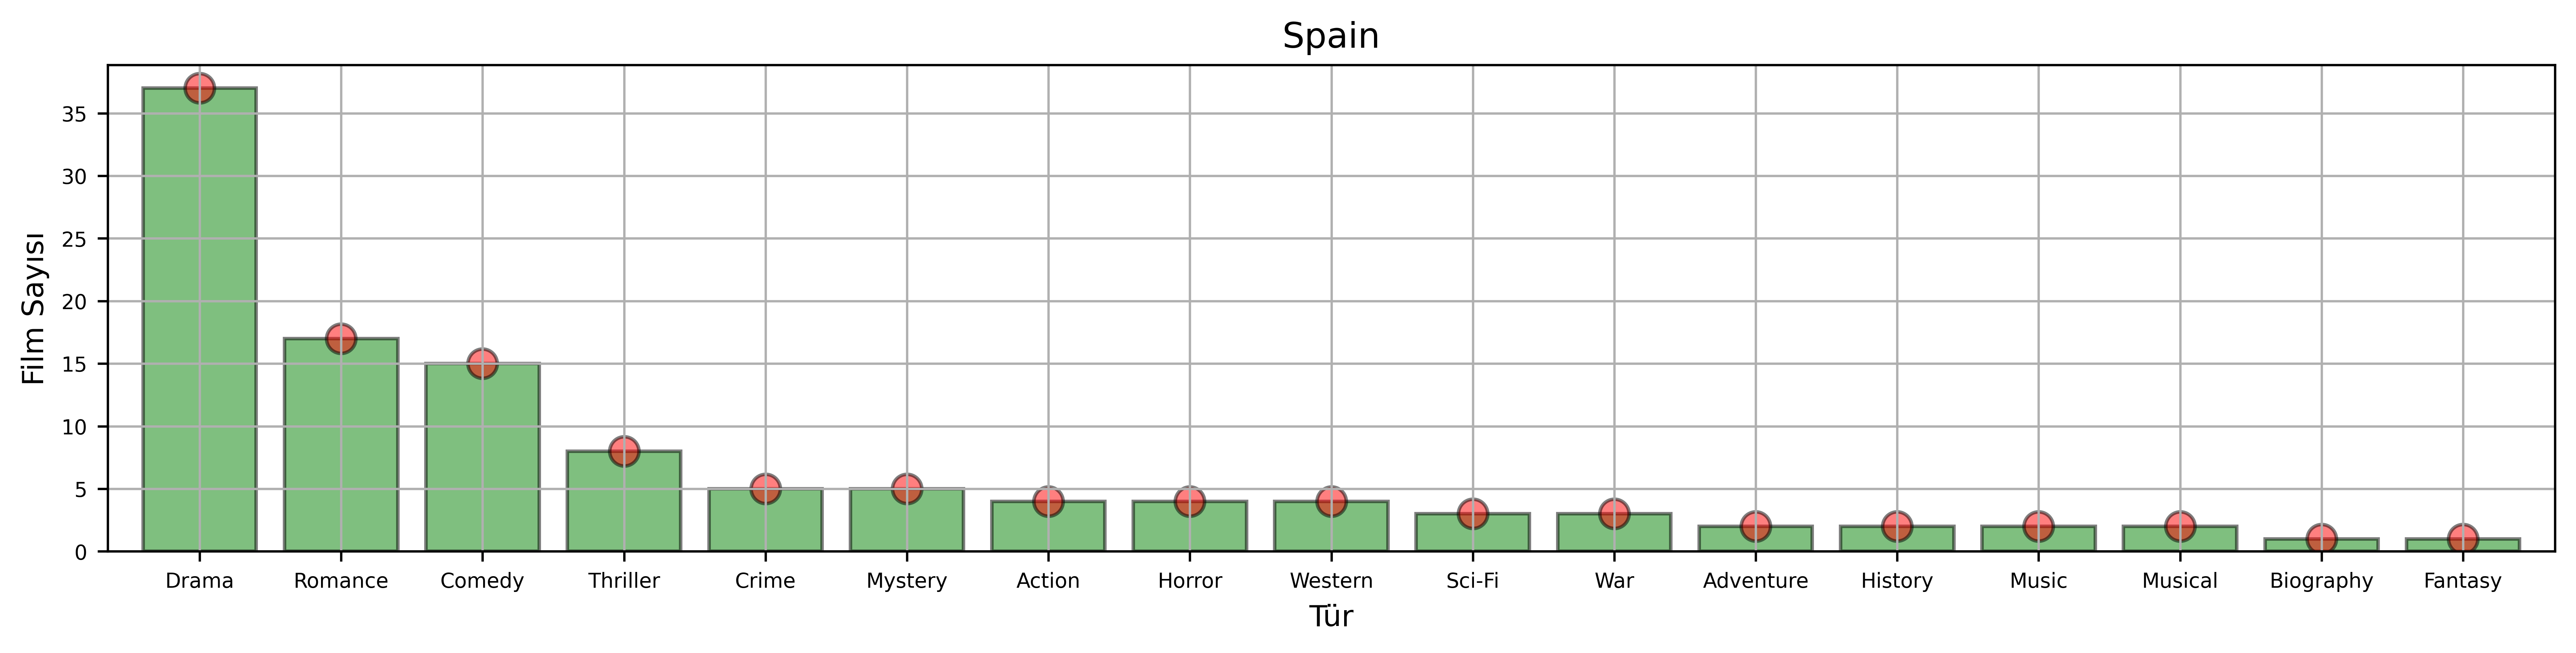 Spain
Film Sayısı
35
30
25
20
15
10
5
0
Drama Romance Comedy Thriller Crime Mystery Action Horror Western Sci-Fi War Adventure History Music Musical Biography Fantasy
Tür